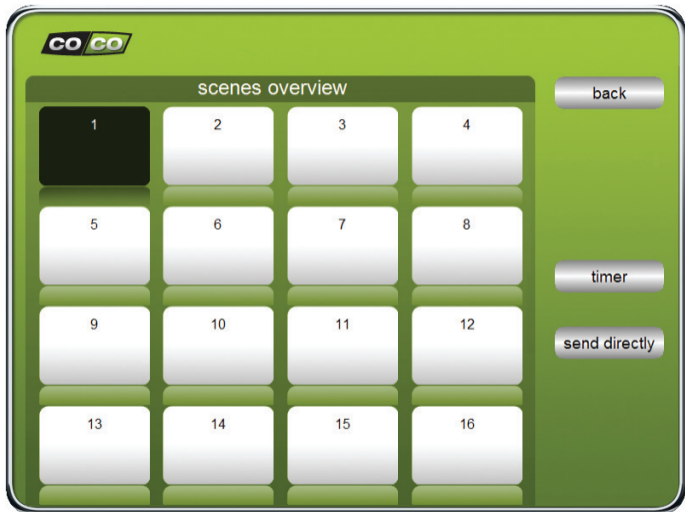 CO CO
scenes overview
back
1 2 3 4
5 6 7 8
timer
9 10 11 12
send directly
13 14 15 16